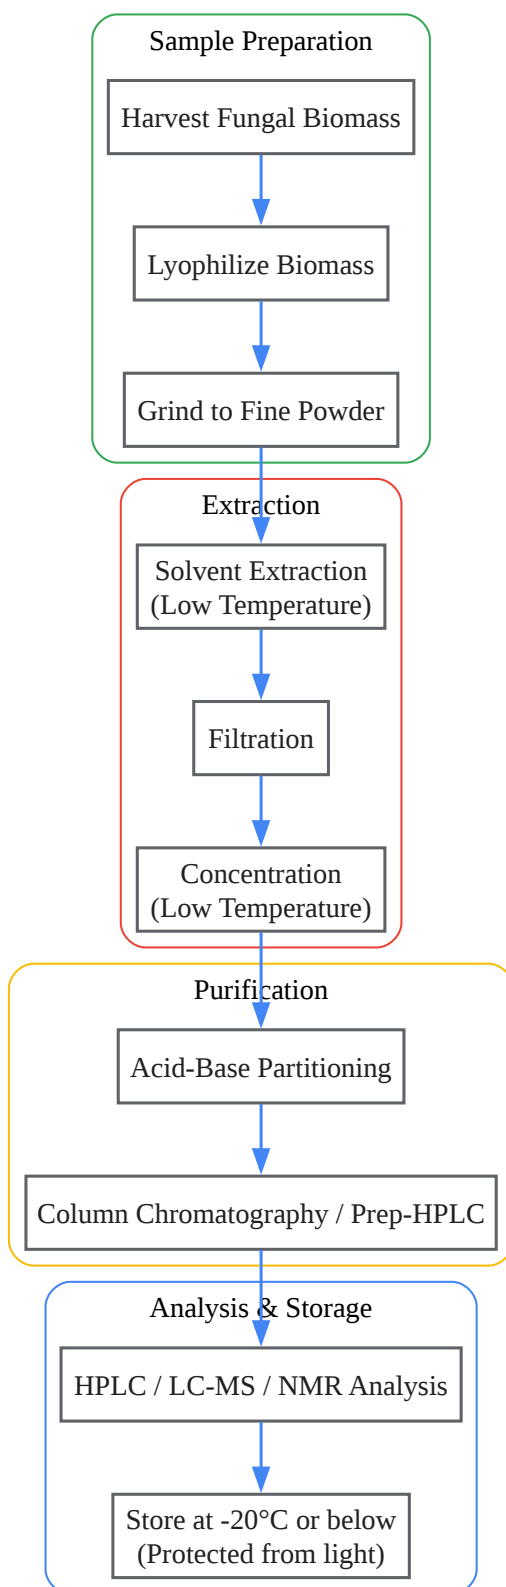 Sample Preparation
Harvest Fungal Biomass
Lyophilize Biomass
Grind to Fine Powder
Extraction
Solvent Extraction
(Low Temperature)
Filtration
Concentration
(Low Temperature)
Purification
Acid-Base Partitioning
Column Chromatography / Prep-HPLC
Analysis & Storage
HPLC / LC-MS / NMR Analysis
Store at -20°C or below
(Protected from light)